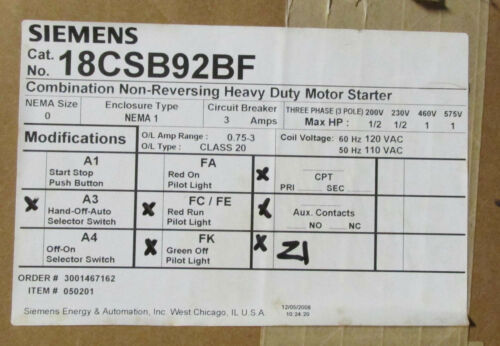 SIEMENS
Cat. No. 18CSB92BF
Combination Non-Reversing Heavy Duty Motor Starter
NEMA Size 0
Enclosure Type NEMA 1
Circuit Breaker 3 Amps
THREE PHASE (3 POLE) 200V 230V 460V 575V
Max HP : 1/2 1/2 1 1
Modifications
O/L Amp Range : 0.75-3
O/L Type : CLASS 20
Coil Voltage: 60 Hz 120 VAC
50 Hz 110 VAC
A1
Start Stop
Push Button
FA
Red On
Pilot Light
X
CPT
PRI SEC
X
A3
Hand-Off-Auto
Selector Switch
X
FC / FE
Red Run
Pilot Light
X
Aux. Contacts
NO NC
A4
Off-On
Selector Switch
X
FK
Green Off
Pilot Light
X
Z1
ORDER # 3001467162
ITEM # 050201
12/05/2006
10:24:20
Siemens Energy & Automation, Inc. West Chicago, IL U.S.A.